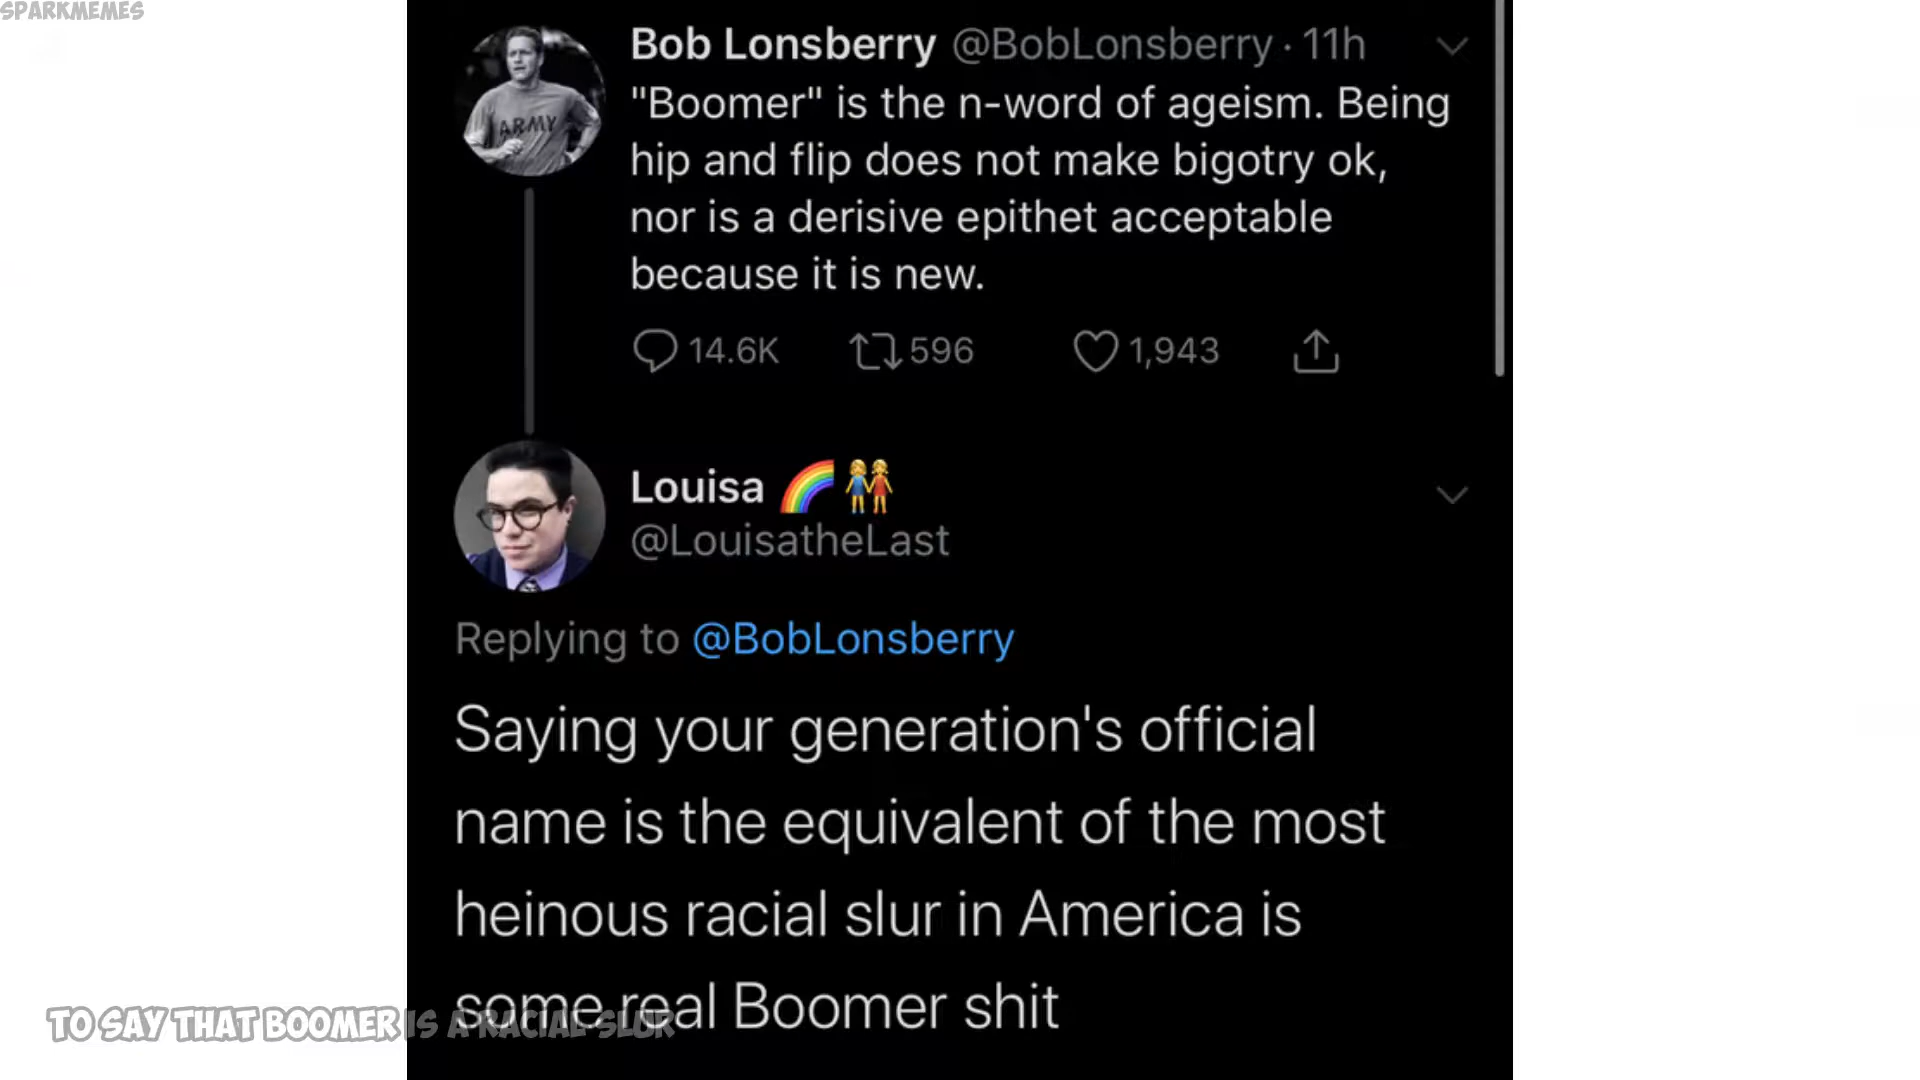 SPARKMEMES
Bob Lonsberry @BobLonsberry · 11h
"Boomer" is the n-word of ageism. Being
hip and flip does not make bigotry ok,
nor is a derisive epithet acceptable
because it is new.
14.6K 596 1,943
ARMY
Louisa 🌈👭
@LouisatheLast
Replying to @BobLonsberry
Saying your generation's official
name is the equivalent of the most
heinous racial slur in America is
some real Boomer shit
TO SAY THAT BOOMER IS A RACIAL SLUR